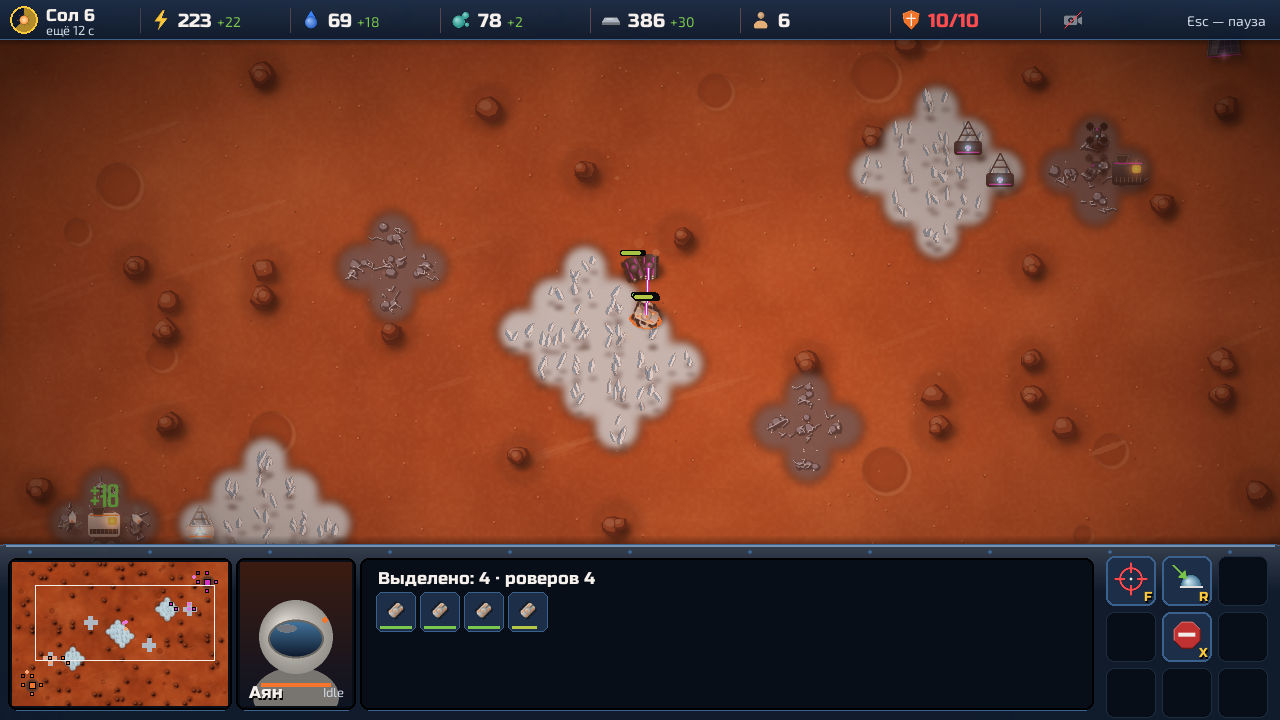 Сол 6
ещё 12 с
223 +22
69 +18
78 +2
386 +30
6
10/10
Esc — пауза
+18
Выделено: 4 · роверов 4
Аян
Idle
F
R
X